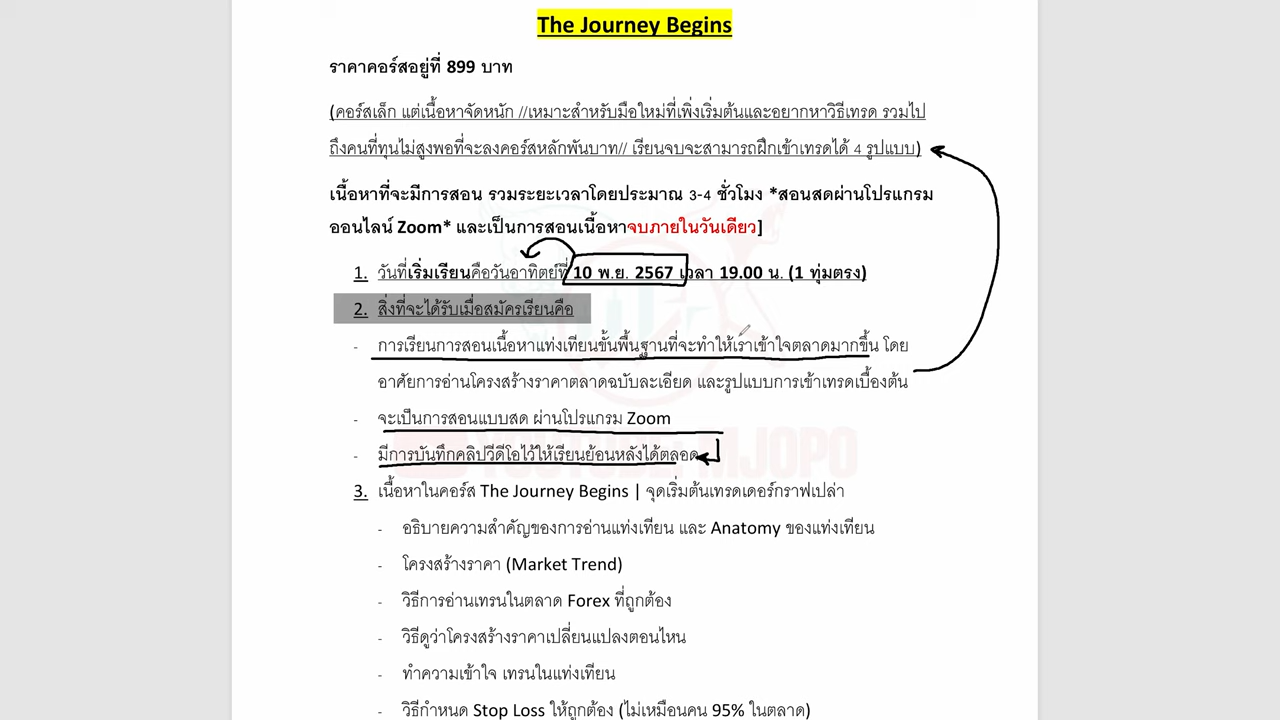 The Journey Begins
ราคาคอร์สอยู่ที่ 899 บาท
(คอร์สเล็ก แต่เนื้อหาจัดหนัก //เหมาะสำหรับมือใหม่ที่เพิ่งเริ่มต้นและอยากหาวิธีเทรด รวมไป
ถึงคนที่ทุนไม่สูงพอที่จะลงคอร์สหลักพันบาท// เรียนจบจะสามารถฝึกเข้าเทรดได้ 4 รูปแบบ)
เนื้อหาที่จะมีการสอน รวมระยะเวลาโดยประมาณ 3-4 ชั่วโมง *สอนสดผ่านโปรแกรม
ออนไลน์ Zoom* และเป็นการสอนเนื้อหาจบภายในวันเดียว]
1. วันที่เริ่มเรียนคือวันอาทิตย์ที่ 10 พ.ย. 2567 เวลา 19.00 น. (1 ทุ่มตรง)
2. สิ่งที่จะได้รับเมื่อสมัครเรียนคือ
- การเรียนการสอนเนื้อหาแท่งเทียนขั้นพื้นฐานที่จะทำให้เราเข้าใจตลาดมากขึ้น โดย
อาศัยการอ่านโครงสร้างราคาตลาดฉบับละเอียด และรูปแบบการเข้าเทรดเบื้องต้น
- จะเป็นการสอนแบบสด ผ่านโปรแกรม Zoom
- มีการบันทึกคลิปวีดีโอไว้ให้เรียนย้อนหลังได้ตลอด
YOUTUBE: MJOPO
3. เนื้อหาในคอร์ส The Journey Begins | จุดเริ่มต้นเทรดเดอร์กราฟเปล่า
- อธิบายความสำคัญของการอ่านแท่งเทียน และ Anatomy ของแท่งเทียน
- โครงสร้างราคา (Market Trend)
- วิธีการอ่านเทรนในตลาด Forex ที่ถูกต้อง
- วิธีดูว่าโครงสร้างราคาเปลี่ยนแปลงตอนไหน
- ทำความเข้าใจ เทรนในแท่งเทียน
- วิธีกำหนด Stop Loss ให้ถูกต้อง (ไม่เหมือนคน 95% ในตลาด)